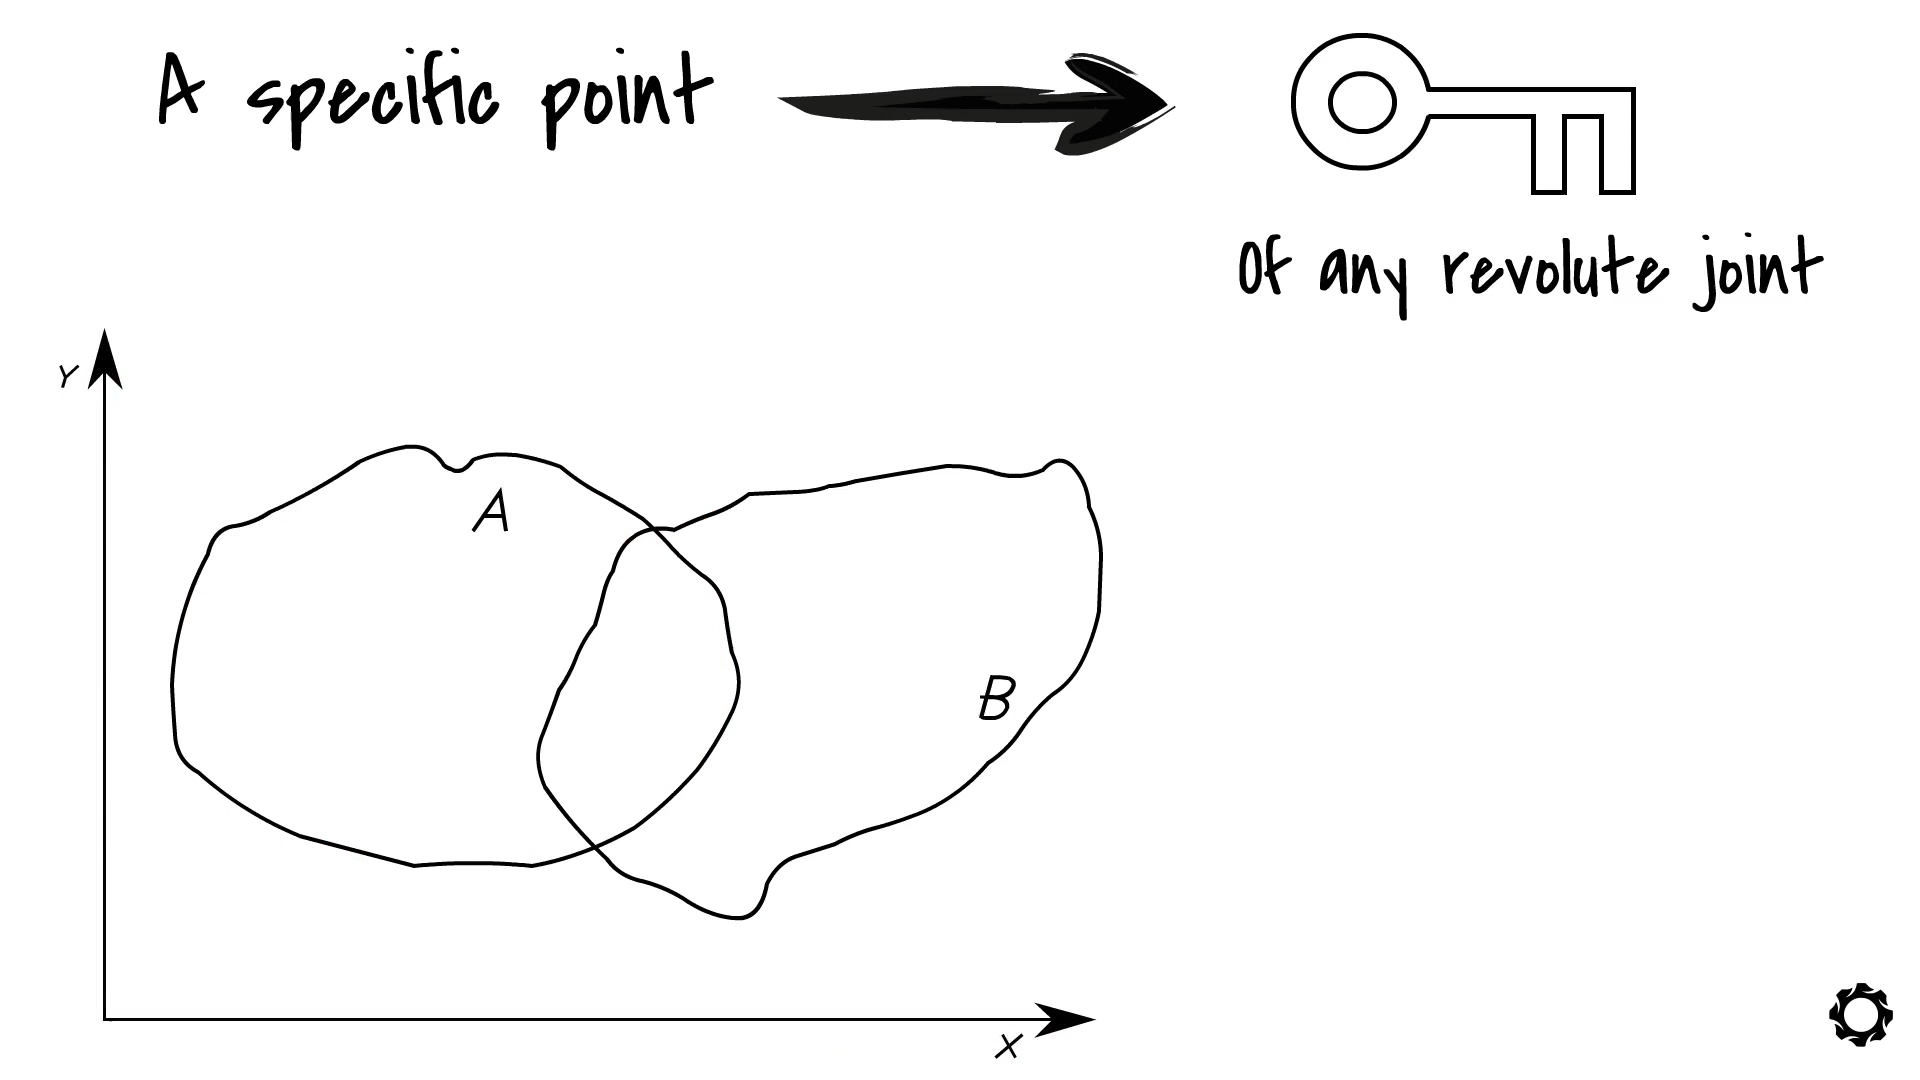 A specific point
Of any revolute joint
Y
A
B
X